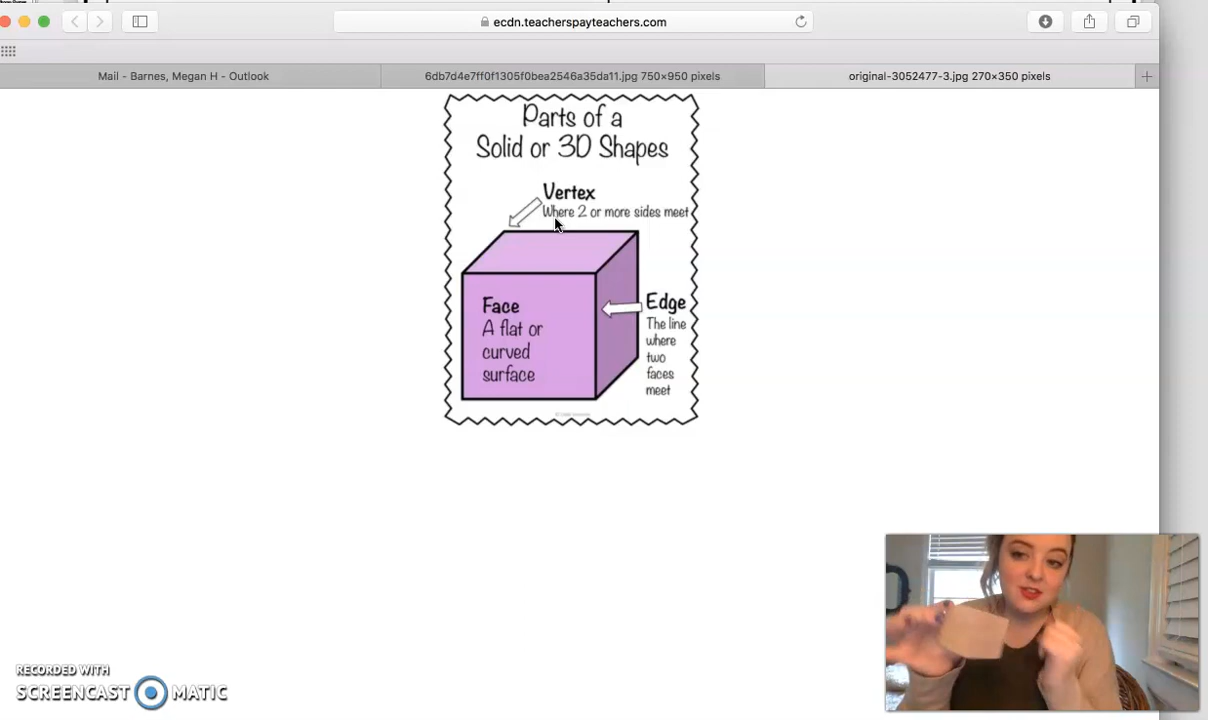 ecdn.teacherspayteachers.com
Mail - Barnes, Megan H - Outlook
6db7d4e7ff0f1305f0bea2546a35da11.jpg 750×950 pixels
original-3052477-3.jpg 270×350 pixels
Parts of a
Solid or 3D Shapes
Vertex
Where 2 or more sides meet
Face
A flat or
curved
surface
Edge
The line
where
two
faces
meet
RECORDED WITH
SCREENCAST MATIC